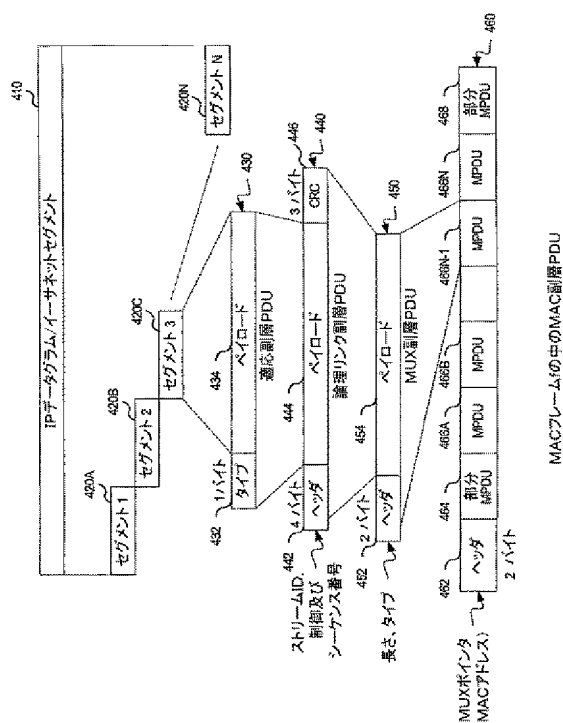 410
IPデータグラム/イーサネットセグメント
420A
セグメント1
420B
セグメント2
420C
セグメント3
420N
セグメントN
432
1バイト
タイプ
434
ペイロード
430
適応副層PDU
442
4バイト
ヘッダ
444
ペイロード
3バイト
446
CRC
440
論理リンク副層PDU
ストリームID.
制御及び
シーケンス番号
452
2バイト
ヘッダ
454
ペイロード
450
MUX副層PDU
長さ、タイプ
462
ヘッダ
2バイト
464
部分
MPDU
466A
MPDU
466B
MPDU
466N-1
MPDU
466N
MPDU
468
部分
MPDU
460
MUXポインタ
MACアドレス)
MACフレームfの中のMAC副層PDU